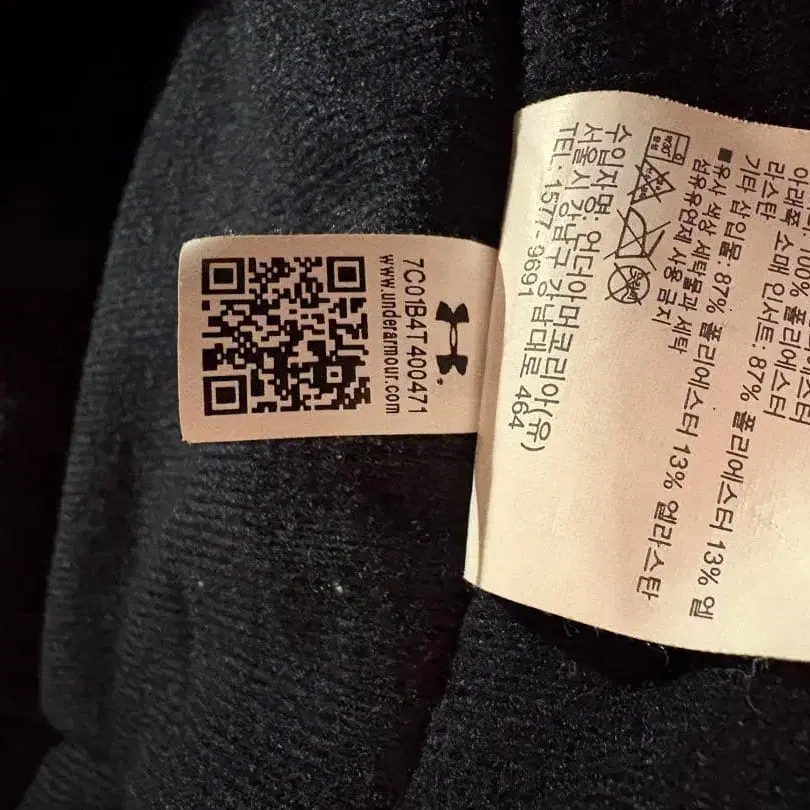 100% 폴리에스터
아래쪽 소매 인서트: 87% 폴리에스터 13% 엘
라스탄
기타 삽입물: 87% 폴리에스터 13% 엘라스탄
■유사 색상 세탁물과 세탁
섬유유연제 사용 금지
수입자명: 언더아머코리아(유)
서울시 강남구 강남대로 464
TEL: 1577-9691
7C01B4T400471
www.underarmour.com